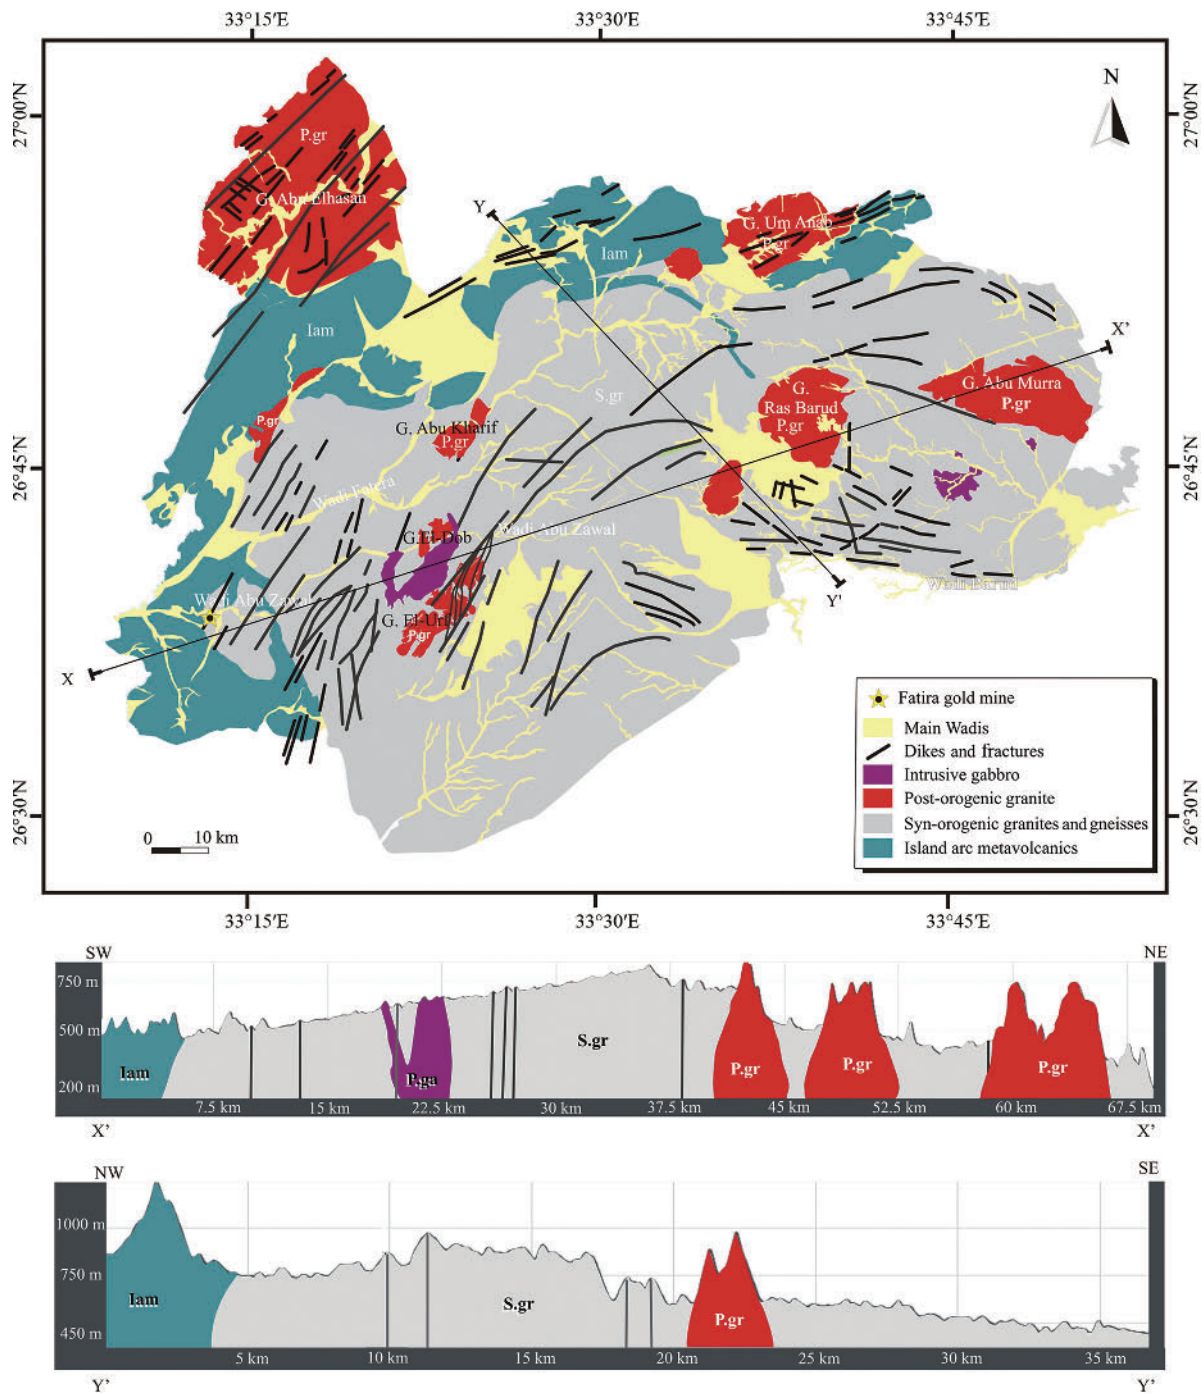 33°15′E 33°30′E 33°45′E
27°00′N
27°00′N
N
P.gr
G. Abu Elhasan
Y
G. Um Anab
P.gr
Iam
Iam
X'
S.gr
G.
Ras Barud
P.gr
G. Abu Murra
P.gr
P.gr
G. Abu Kharif
P.gr
26°45′N
26°45′N
Wadi Fatera
G.El-Dob
Wadi Abu Zawal
Wadi Abu Zawal
G. El-Urf
P.gr
Y'
Wadi Barud
X
Fatira gold mine
Main Wadis
Dikes and fractures
Intrusive gabbro
Post-orogenic granite
Syn-orogenic granites and gneisses
Island arc metavolcanics
0 10 km
26°30′N
26°30′N
33°15′E 33°30′E 33°45′E
SW NE
750 m
500 m
200 m
Iam
P.ga
S.gr
P.gr
P.gr
P.gr
7.5 km 15 km 22.5 km 30 km 37.5 km 45 km 52.5 km 60 km 67.5 km
X’ X’
NW SE
1000 m
750 m
450 m
Iam
S.gr
P.gr
5 km 10 km 15 km 20 km 25 km 30 km 35 km
Y’ Y’